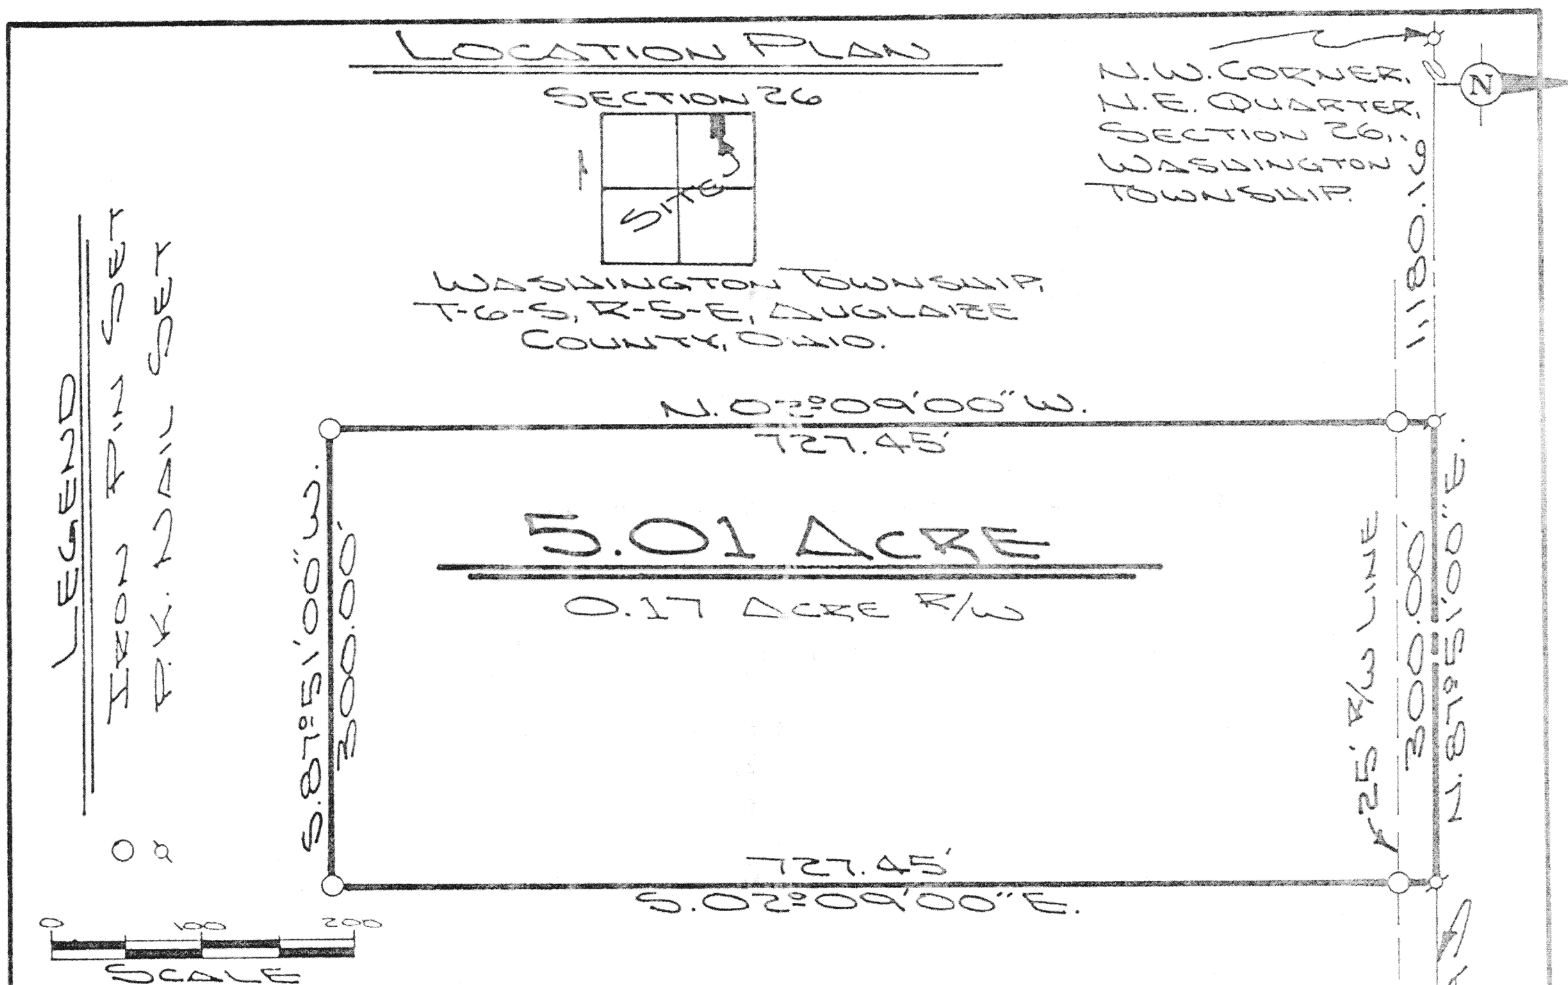 LOCATION PLAN
SECTION 26
SITE
WASHINGTON TOWNSHIP,
T-6-S, R-5-E, AUGLAIZE
COUNTY, OHIO.
N.W. CORNER,
N.E. QUARTER,
SECTION 26,
WASHINGTON
TOWNSHIP.
N
1,180.16
LEGEND
IRON PIN SET
P.K. NAIL SET
N. 02°09'00" W.
727.45'
S. 87°51'00" W.
300.00'
5.01 ACRE
0.17 ACRE R/W
25' R/W LINE
300.00'
N. 87°51'00" E.
727.45'
S. 02°09'00" E.
0 100 200
SCALE